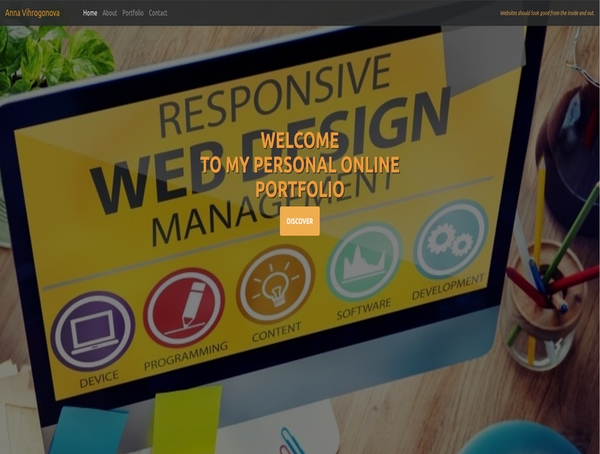 Anna Vihrogonova
Home About Portfolio Contact
Websites should look good from the inside and out.
RESPONSIVE
WEB DESIGN
MANAGEMENT
WELCOME
TO MY PERSONAL ONLINE
PORTFOLIO
DISCOVER
DEVICE
PROGRAMMING
CONTENT
SOFTWARE
DEVELOPMENT